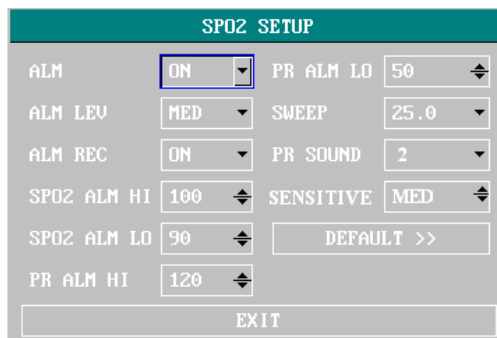 SPO2 SETUP
ALM ON PR ALM LO 50
ALM LEV MED SWEEP 25.0
ALM REC ON PR SOUND 2
SPO2 ALM HI 100 SENSITIVE MED
SPO2 ALM LO 90 DEFAULT >>
PR ALM HI 120
EXIT